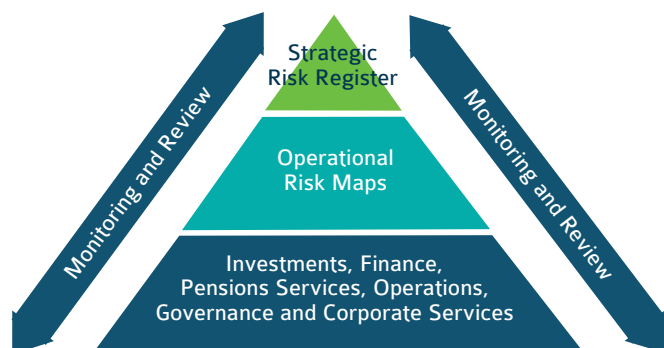 Strategic
Risk Register
Monitoring and Review
Monitoring and Review
Operational
Risk Maps
Investments, Finance,
Pensions Services, Operations,
Governance and Corporate Services